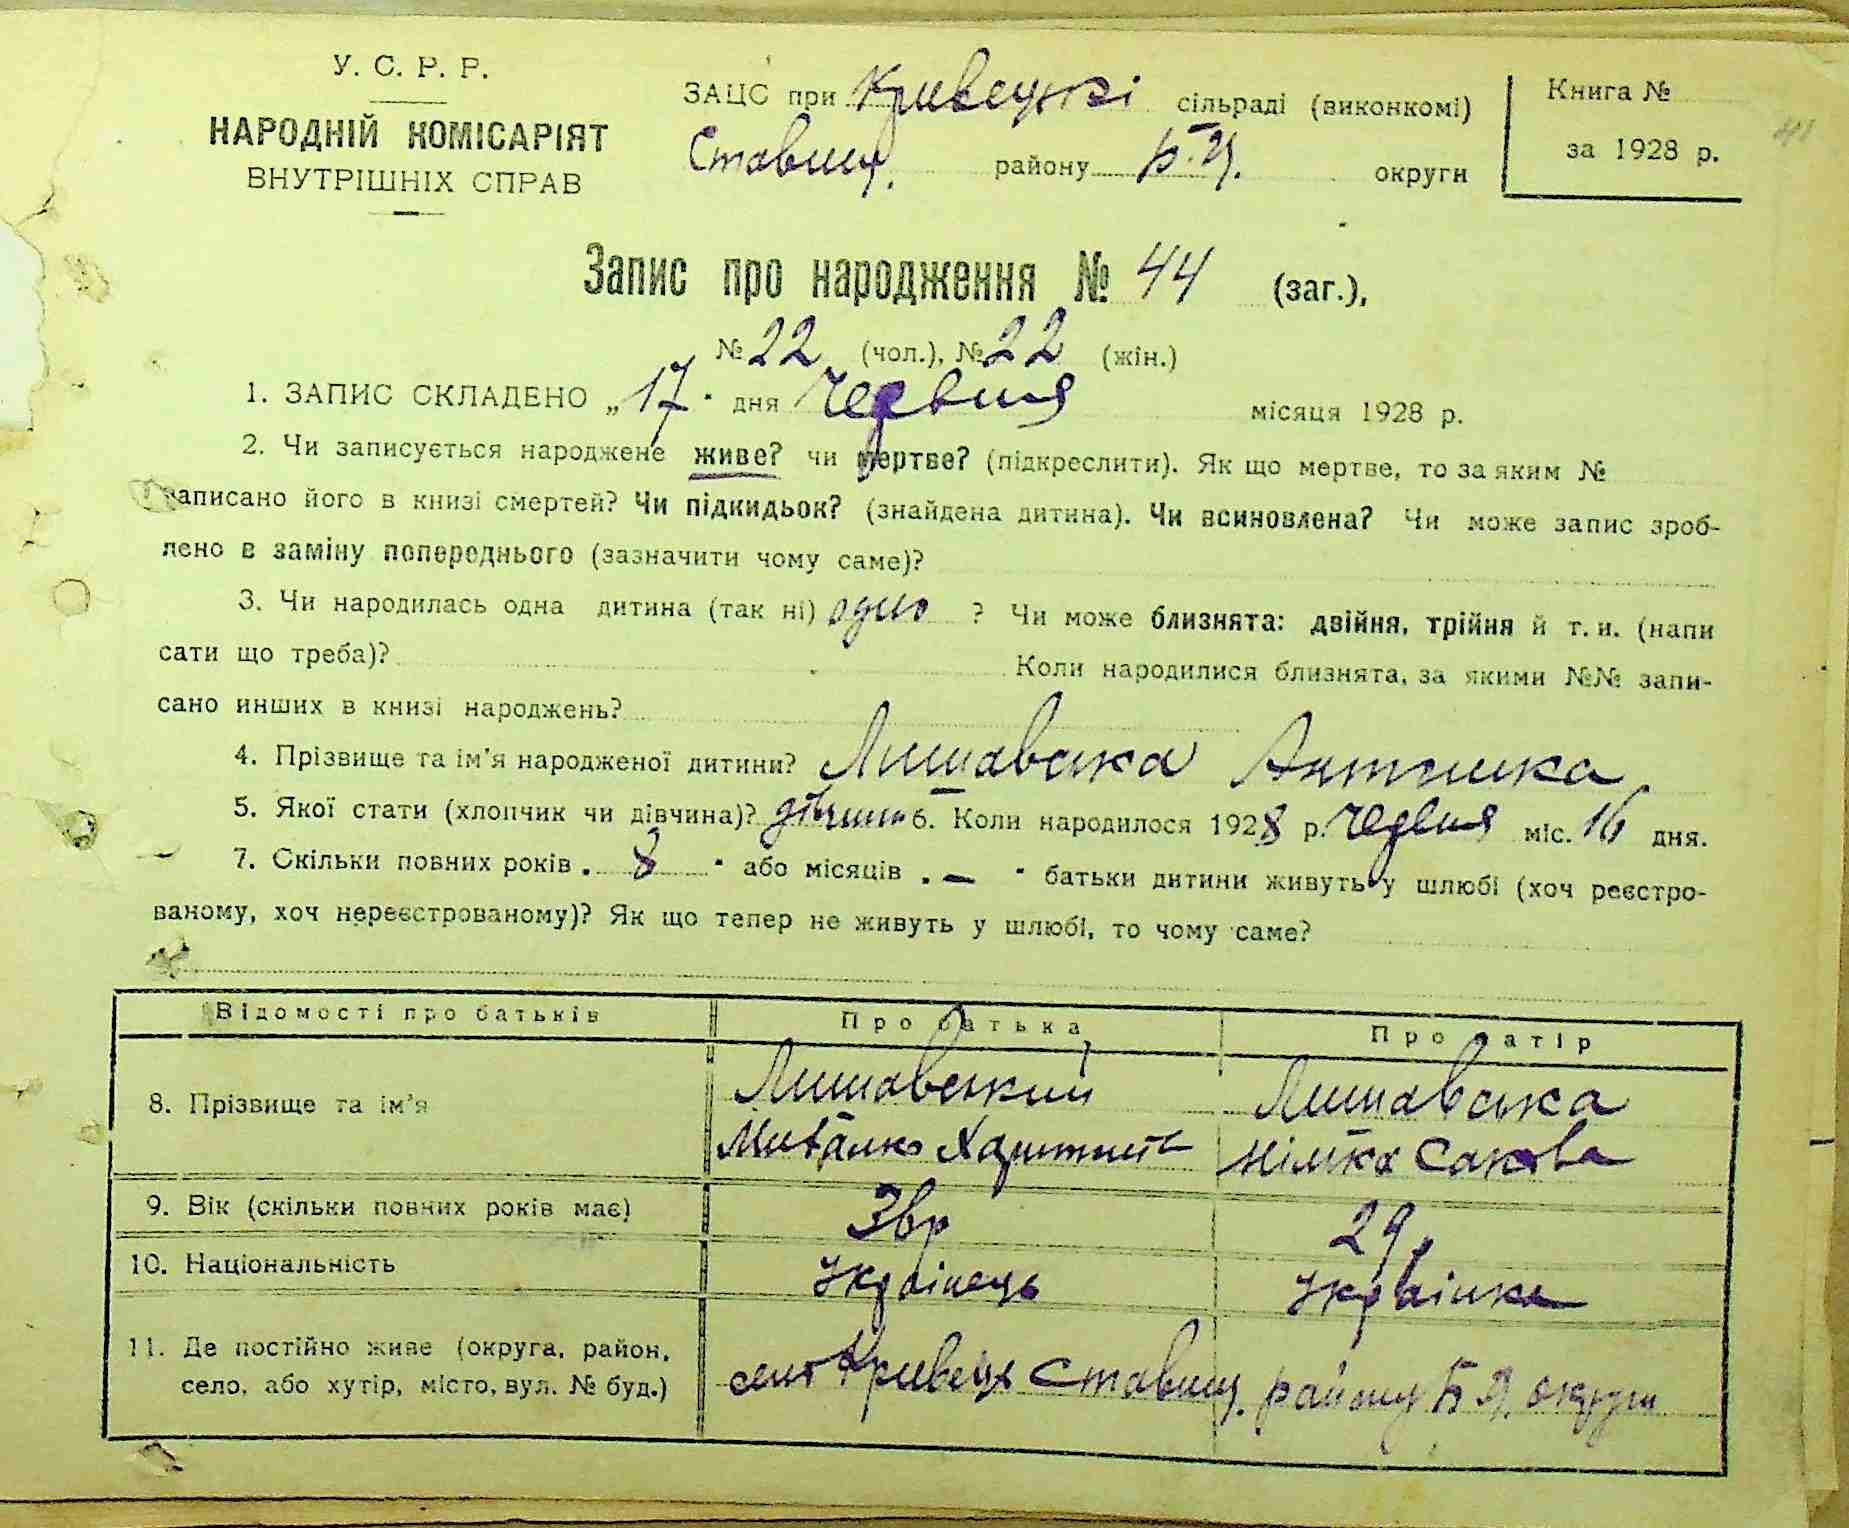 У. С. Р. Р.
НАРОДНІЙ КОМІСАРІЯТ
ВНУТРІШНІХ СПРАВ
ЗАЦС при Кривецькі сільраді (виконкомі)
Ставищ. району Б.Ц. округи
Книга №
за 1928 р.
41
Запис про народження № 44 (заг.),
№ 22 (чол.), № 22 (жін.)
1. ЗАПИС СКЛАДЕНО „17" дня Червня місяця 1928 р.
2. Чи записується народжене живе? чи мертве? (підкреслити). Як що мертве, то за яким №
записано його в книзі смертей? Чи підкидьок? (знайдена дитина). Чи всиновлена? Чи може запис зроб-
лено в заміну попереднього (зазначити чому саме)?
3. Чи народилась одна дитина (так ні) одно ? Чи може близнята: двійня, трійня й т. и. (напи
сати що треба)? Коли народилися близнята, за якими №№ запи-
сано инших в книзі народжень?
4. Прізвище та ім'я народженої дитини?
5. Якої стати (хлопчик чи дівчина)? дівчина 6. Коли народилося 1928 р. Червня міс. 16 дня.
7. Скільки повних років „ 8 " або місяців „ — " батьки дитини живуть у шлюбі (хоч реєстро-
ваному, хоч нереєстрованому)? Як що тепер не живуть у шлюбі, то чому саме?
Відомості про батьків Про батька Про матір
8. Прізвище та ім'я
9. Вік (скільки повних років має) 29
10. Національність Українець Українка
11. Де постійно живе (округа, район,
село, або хутір, місто, вул. № буд.) село Кривець Ставищ. району Б Ц. округи